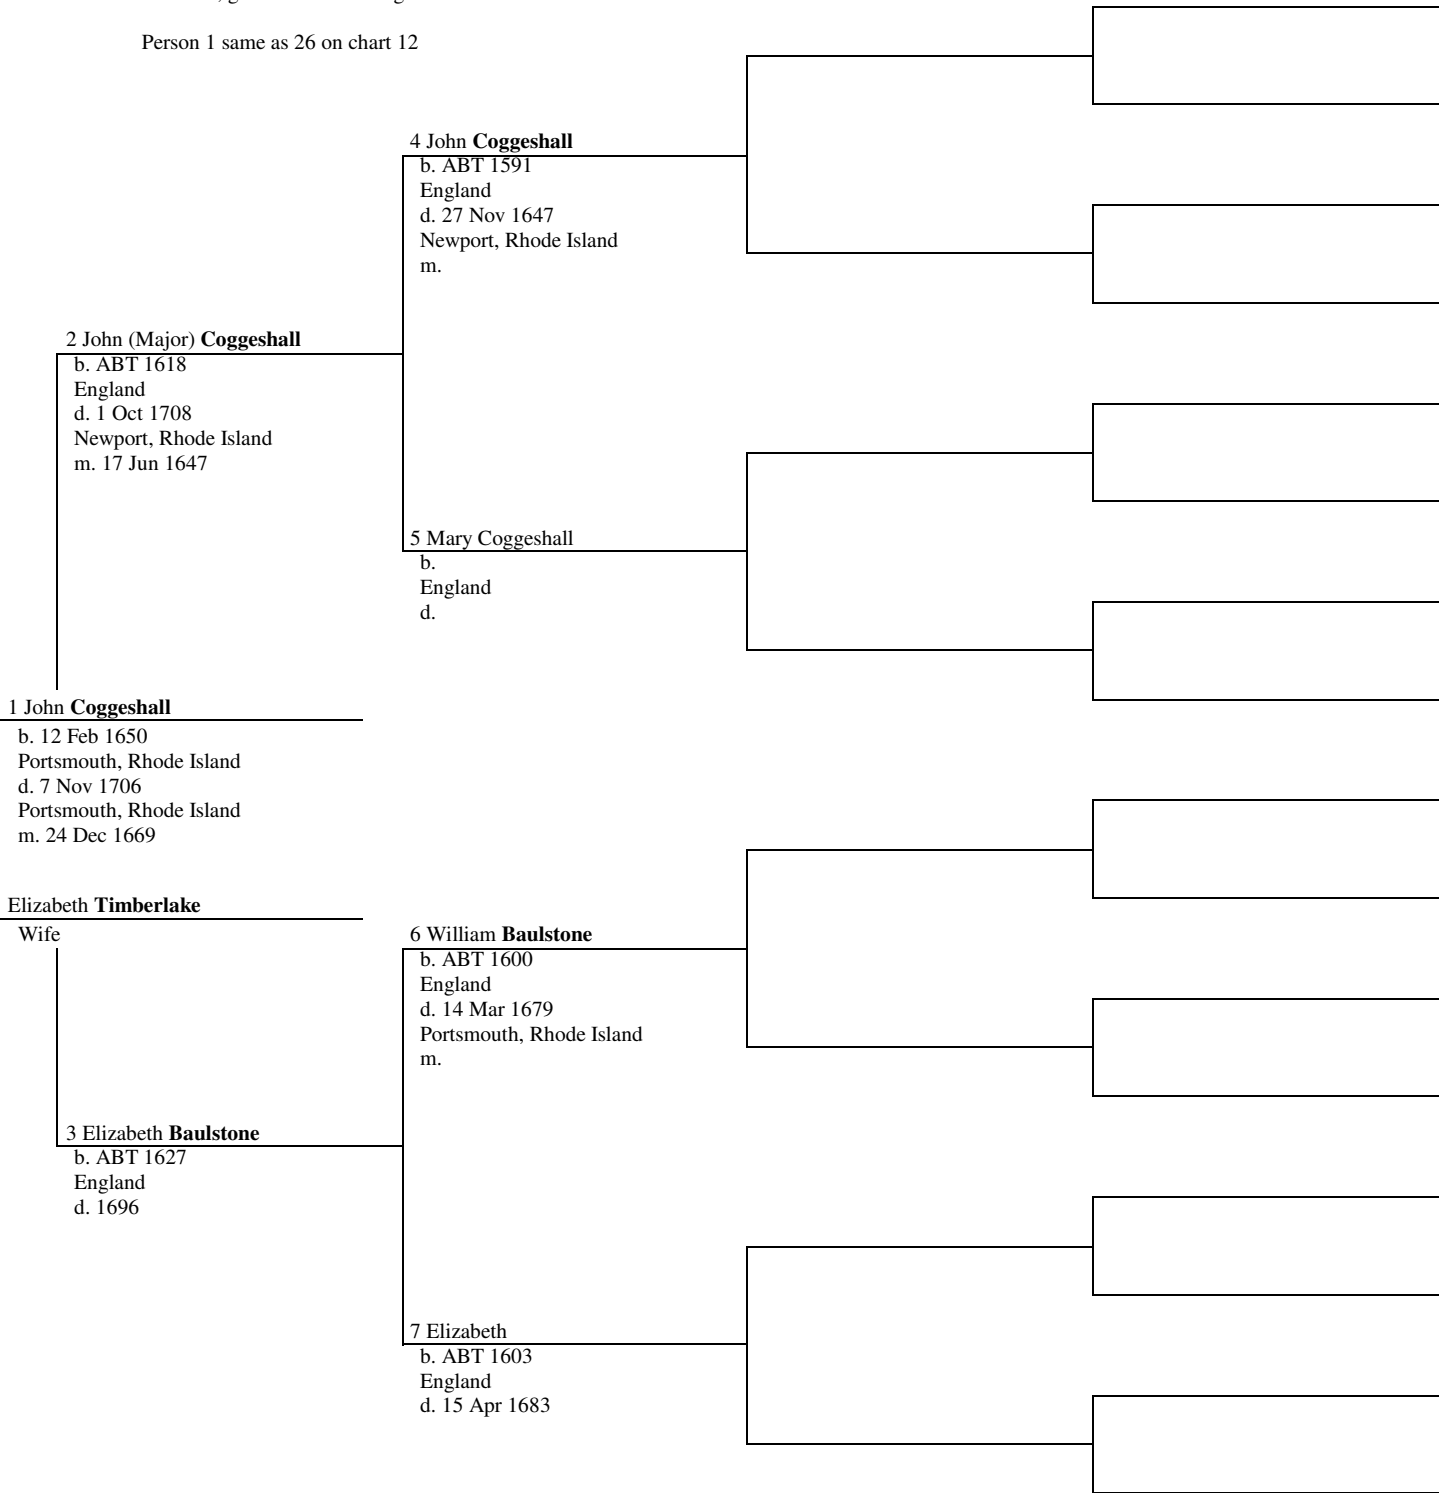 Person 1 same as 26 on chart 12
4 John Coggeshall
b. ABT 1591
England
d. 27 Nov 1647
Newport, Rhode Island
m.
2 John (Major) Coggeshall
b. ABT 1618
England
d. 1 Oct 1708
Newport, Rhode Island
m. 17 Jun 1647
5 Mary Coggeshall
b.
England
d.
1 John Coggeshall
b. 12 Feb 1650
Portsmouth, Rhode Island
d. 7 Nov 1706
Portsmouth, Rhode Island
m. 24 Dec 1669
Elizabeth Timberlake
Wife
6 William Baulstone
b. ABT 1600
England
d. 14 Mar 1679
Portsmouth, Rhode Island
m.
3 Elizabeth Baulstone
b. ABT 1627
England
d. 1696
7 Elizabeth
b. ABT 1603
England
d. 15 Apr 1683